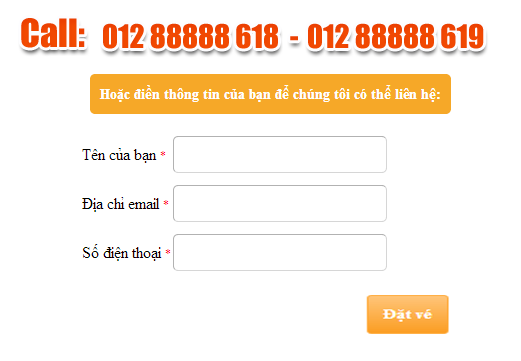 Call: 012 88888 618 - 012 88888 619
Hoặc điền thông tin của bạn để chúng tôi có thể liên hệ:
Tên của bạn *
Địa chỉ email *
Số điện thoại *
Đặt vé